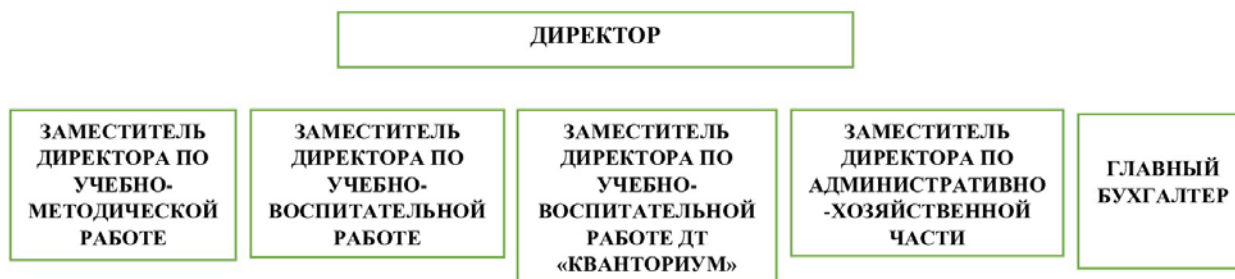 ДИРЕКТОР
ЗАМЕСТИТЕЛЬ
ДИРЕКТОРА ПО
УЧЕБНО-
МЕТОДИЧЕСКОЙ
РАБОТЕ
ЗАМЕСТИТЕЛЬ
ДИРЕКТОРА ПО
УЧЕБНО-
ВОСПИТАТЕЛЬНОЙ
РАБОТЕ
ЗАМЕСТИТЕЛЬ
ДИРЕКТОРА ПО
УЧЕБНО-
ВОСПИТАТЕЛЬНОЙ
РАБОТЕ ДТ
«КВАНТОРИУМ»
ЗАМЕСТИТЕЛЬ
ДИРЕКТОРА ПО
АДМИНИСТРАТИВНО
-ХОЗЯЙСТВЕННОЙ
ЧАСТИ
ГЛАВНЫЙ
БУХГАЛТЕР